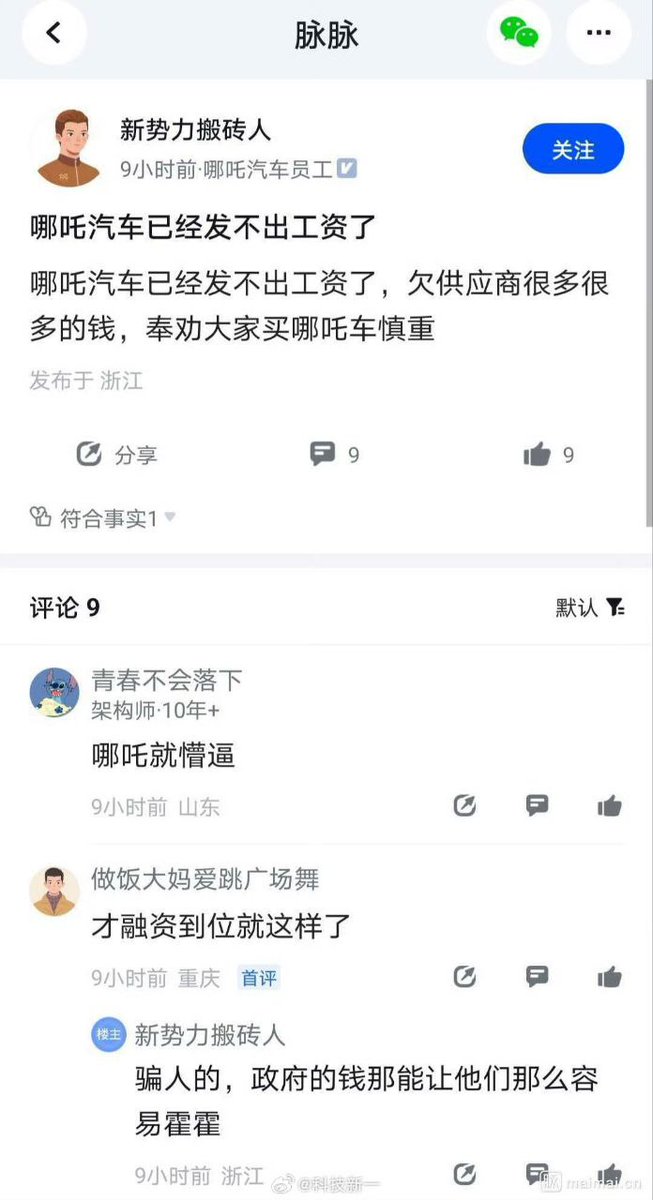 脉脉
新势力搬砖人
9小时前·哪吒汽车员工
关注
哪吒汽车已经发不出工资了
哪吒汽车已经发不出工资了，欠供应商很多很
多的钱，奉劝大家买哪吒车慎重
发布于 浙江
分享
9
9
符合事实1
评论 9
默认
青春不会落下
架构师·10年+
哪吒就懵逼
9小时前 山东
做饭大妈爱跳广场舞
才融资到位就这样了
9小时前 重庆 首评
楼主 新势力搬砖人
骗人的，政府的钱那能让他们那么容
易霍霍
9小时前 浙江
@科技新一
脉 maimai.cn